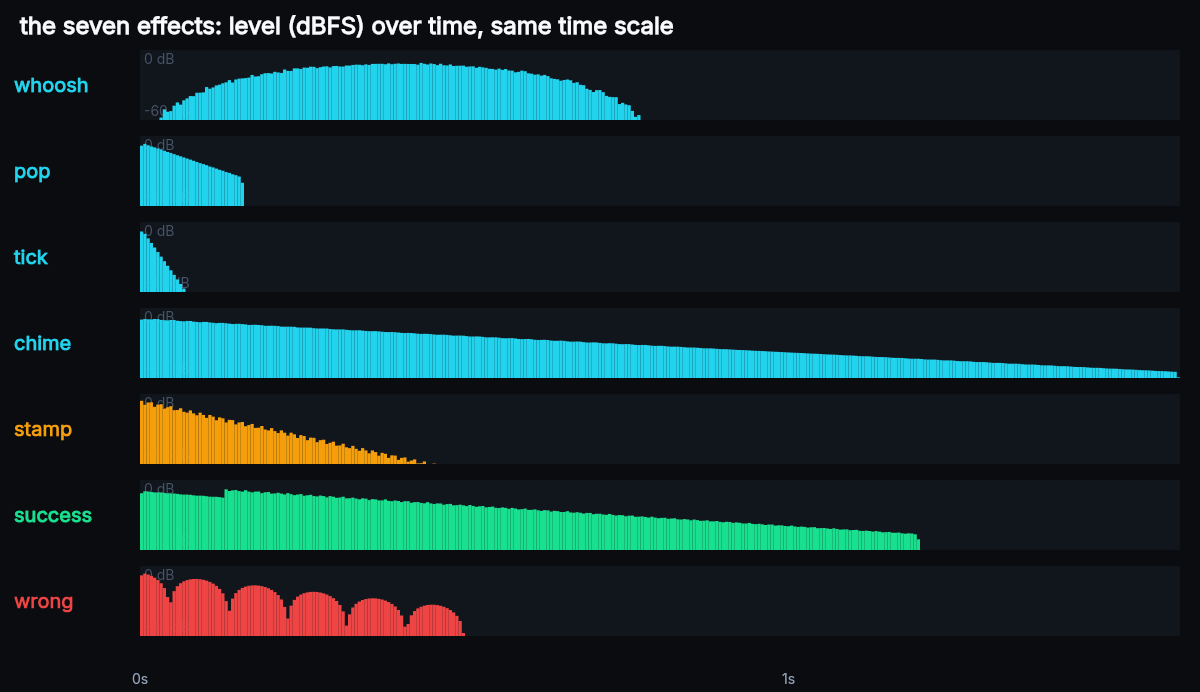 the seven effects: level (dBFS) over time, same time scale
0 dB
whoosh
-60
0 dB
pop
0 dB
tick
B
0 dB
chime
0 dB
stamp
0 dB
success
0 dB
wrong
0s 1s